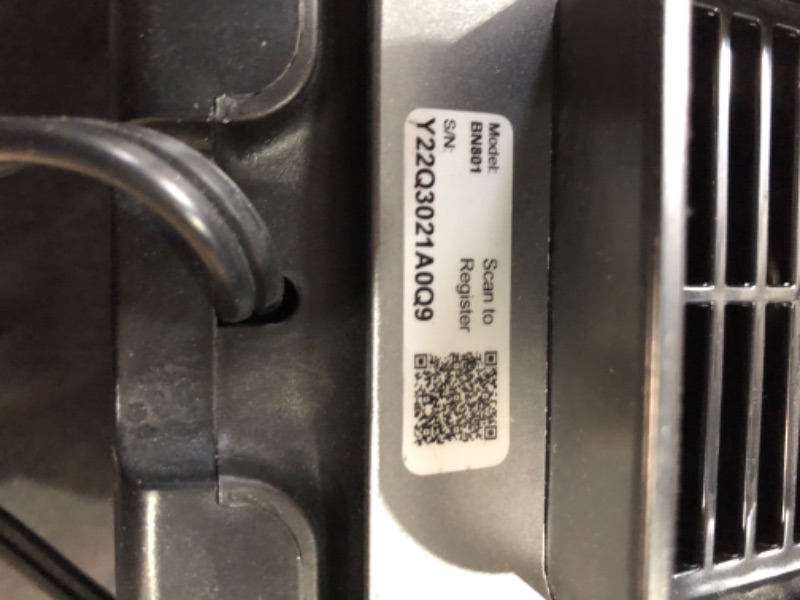 Model:
BN801
S/N:
Y22Q3021A0Q9
Scan to
Register